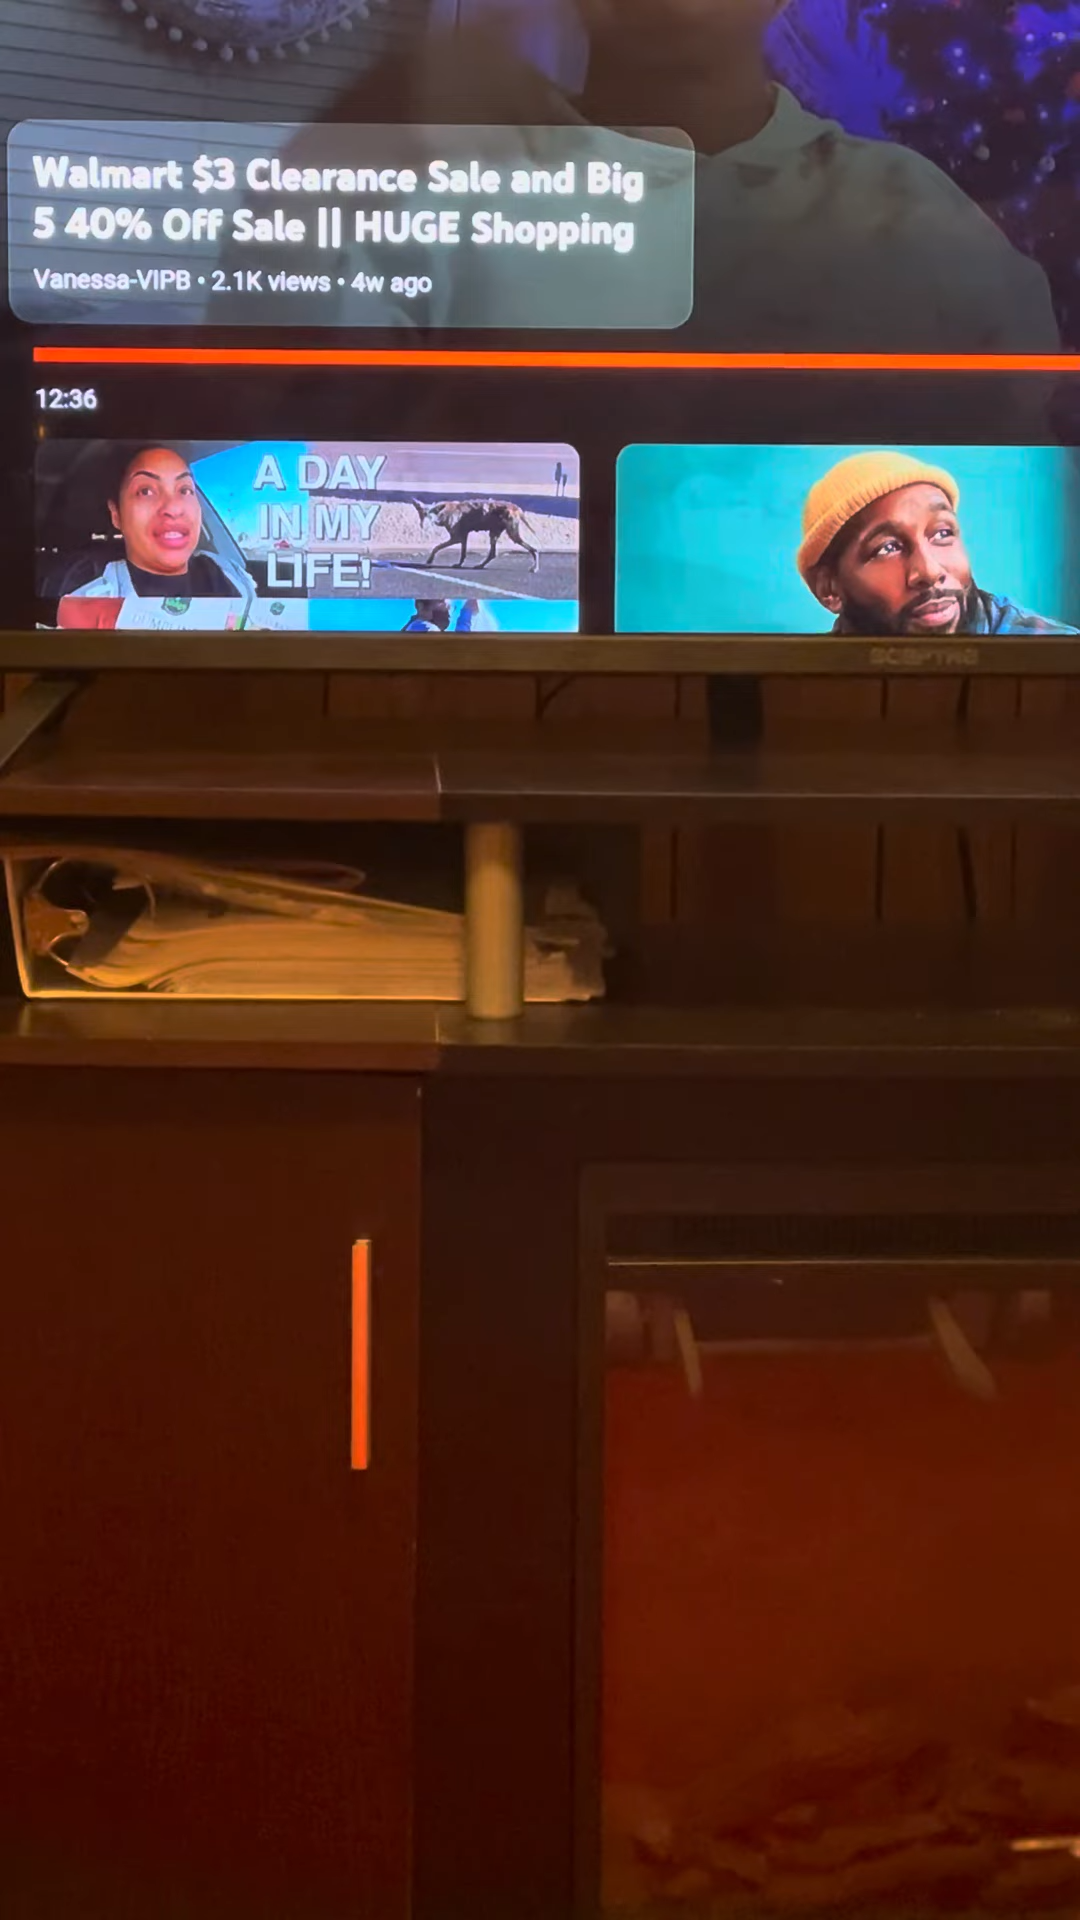 Walmart $3 Clearance Sale and Big
5 40% Off Sale || HUGE Shopping
Vanessa-VIPB • 2.1K views • 4w ago
12:36
A DAY
IN MY
LIFE!
SCEPTRE